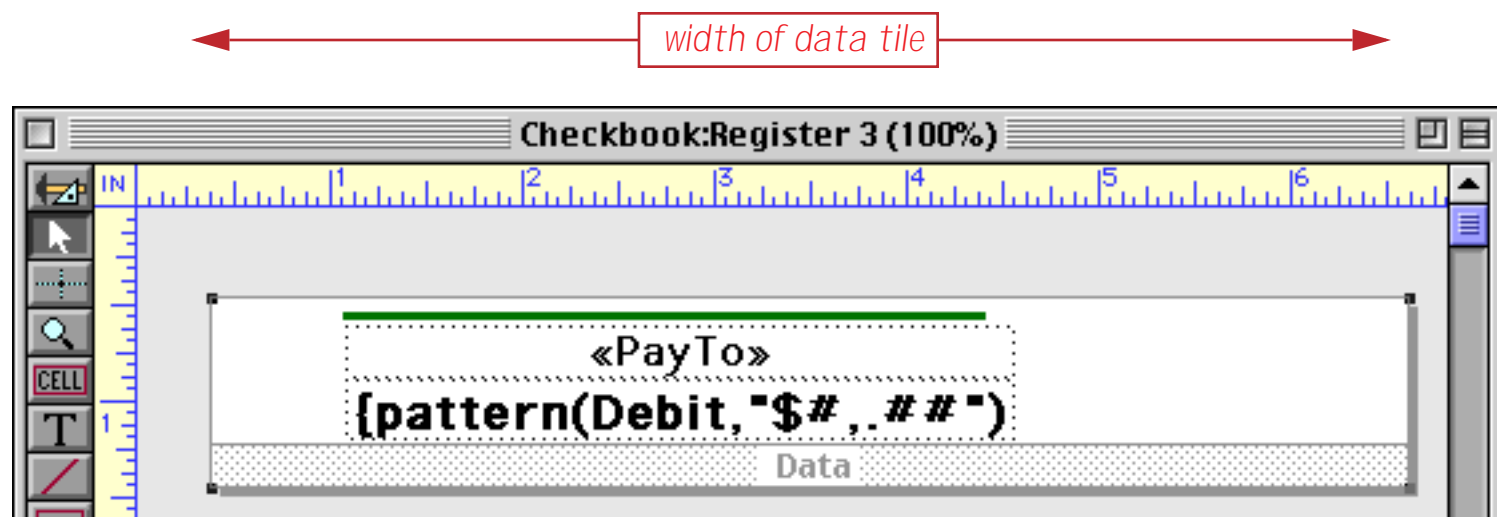 width of data tile
Checkbook:Register 3 (100%)
IN 1 2 3 4 5 6
CELL
«PayTo»
T
1
{pattern(Debit,"$#,.##")
Data